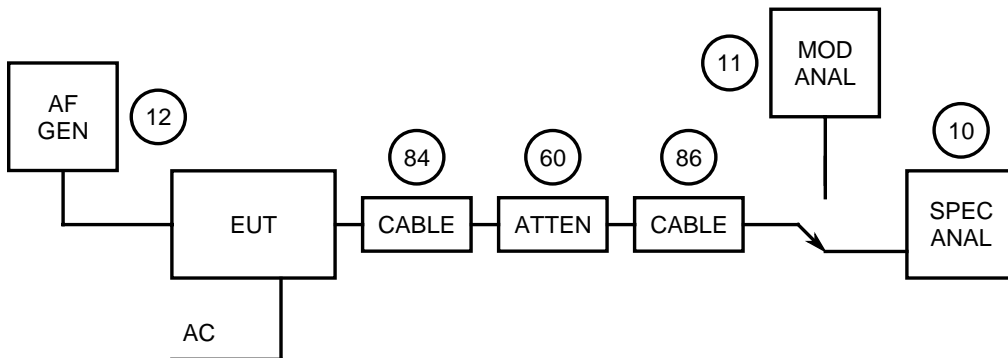 MOD
ANAL
11
AF
GEN
12
10
84
60
86
EUT
CABLE
ATTEN
CABLE
SPEC
ANAL
AC